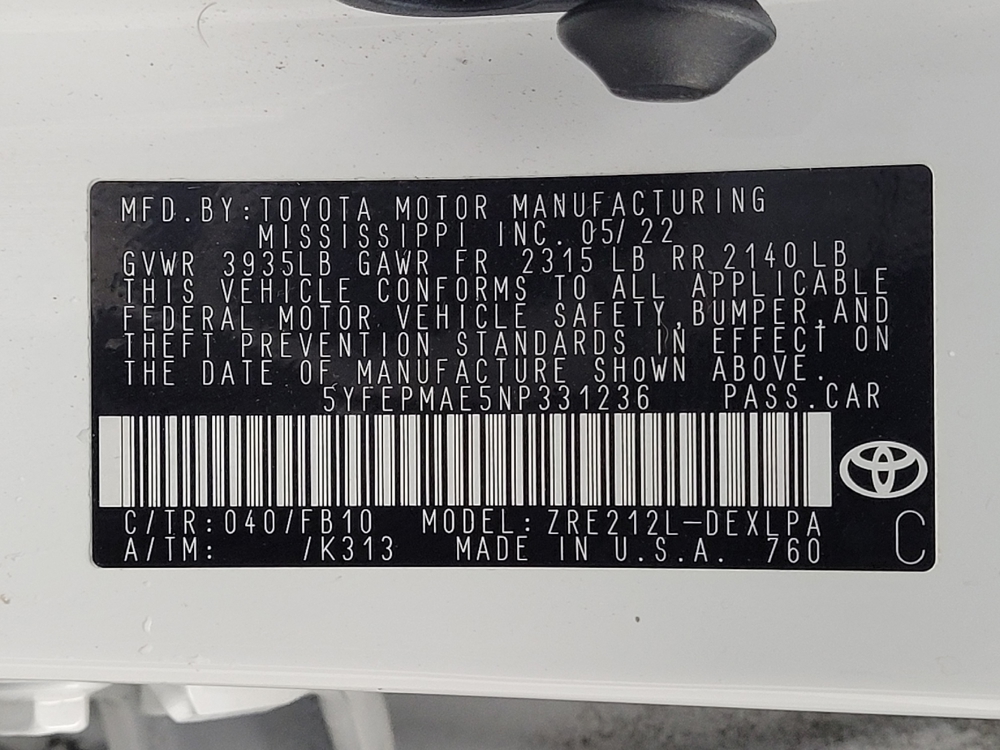 MFD.BY:TOYOTA MOTOR MANUFACTURING
MISSISSIPPI INC. 05/22
GVWR 3935LB GAWR FR 2315 LB RR 2140 LB
THIS VEHICLE CONFORMS TO ALL APPLICABLE
FEDERAL MOTOR VEHICLE SAFETY,BUMPER,AND
THEFT PREVENTION STANDARDS IN EFFECT ON
THE DATE OF MANUFACTURE SHOWN ABOVE.
5YFEPMAE5NP331236 PASS.CAR
C/TR:040/FB10 MODEL:ZRE212L-DEXLPA
A/TM: /K313 MADE IN U.S.A. 760
C